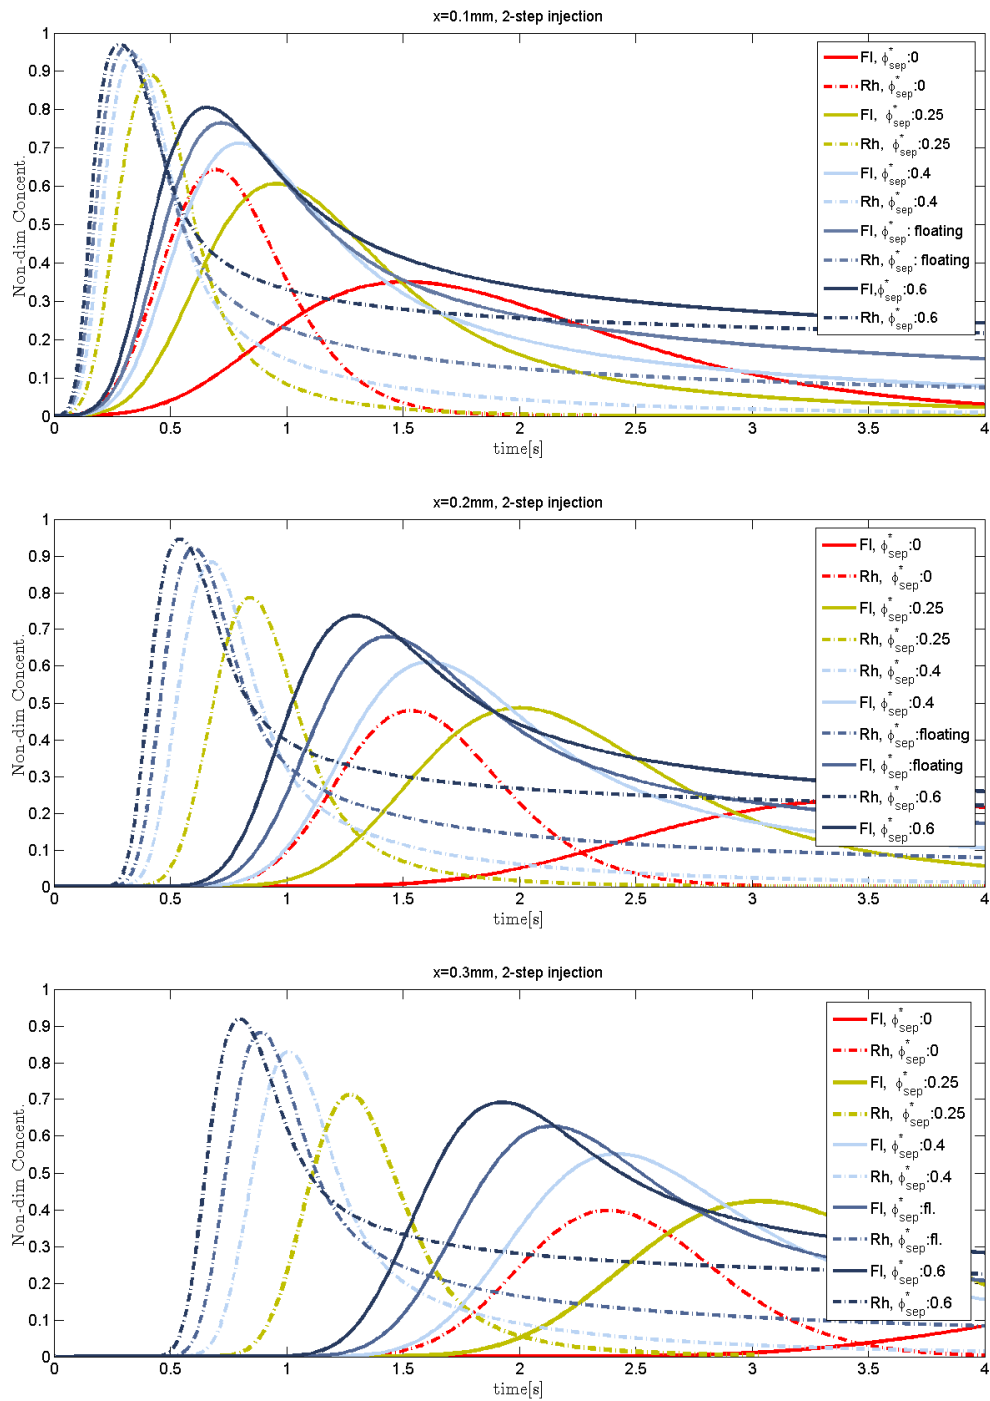 x=0.1mm, 2-step injection
Non-dim Concent.
1
0.9
0.8
0.7
0.6
0.5
0.4
0.3
0.2
0.1
0
0 0.5 1 1.5 2 2.5 3 3.5 4
time[s]
Fl, ϕ*sep:0
Rh, ϕ*sep:0
Fl, ϕ*sep:0.25
Rh, ϕ*sep:0.25
Fl, ϕ*sep:0.4
Rh, ϕ*sep:0.4
Fl, ϕ*sep: floating
Rh, ϕ*sep: floating
Fl,ϕ*sep:0.6
Rh, ϕ*sep:0.6
x=0.2mm, 2-step injection
Non-dim Concent.
1
0.9
0.8
0.7
0.6
0.5
0.4
0.3
0.2
0.1
0
0 0.5 1 1.5 2 2.5 3 3.5 4
time[s]
Fl, ϕ*sep:0
Rh, ϕ*sep:0
Fl, ϕ*sep:0.25
Rh, ϕ*sep:0.25
Rh, ϕ*sep:0.4
Fl, ϕ*sep:0.4
Rh, ϕ*sep:floating
Fl, ϕ*sep:floating
Rh, ϕ*sep:0.6
Fl, ϕ*sep:0.6
x=0.3mm, 2-step injection
Non-dim Concent.
1
0.9
0.8
0.7
0.6
0.5
0.4
0.3
0.2
0.1
0
0 0.5 1 1.5 2 2.5 3 3.5 4
time[s]
Fl, ϕ*sep:0
Rh, ϕ*sep:0
Fl, ϕ*sep:0.25
Rh, ϕ*sep:0.25
Fl, ϕ*sep:0.4
Rh, ϕ*sep:0.4
Fl, ϕ*sep:fl.
Rh, ϕ*sep:fl.
Fl, ϕ*sep:0.6
Rh, ϕ*sep:0.6